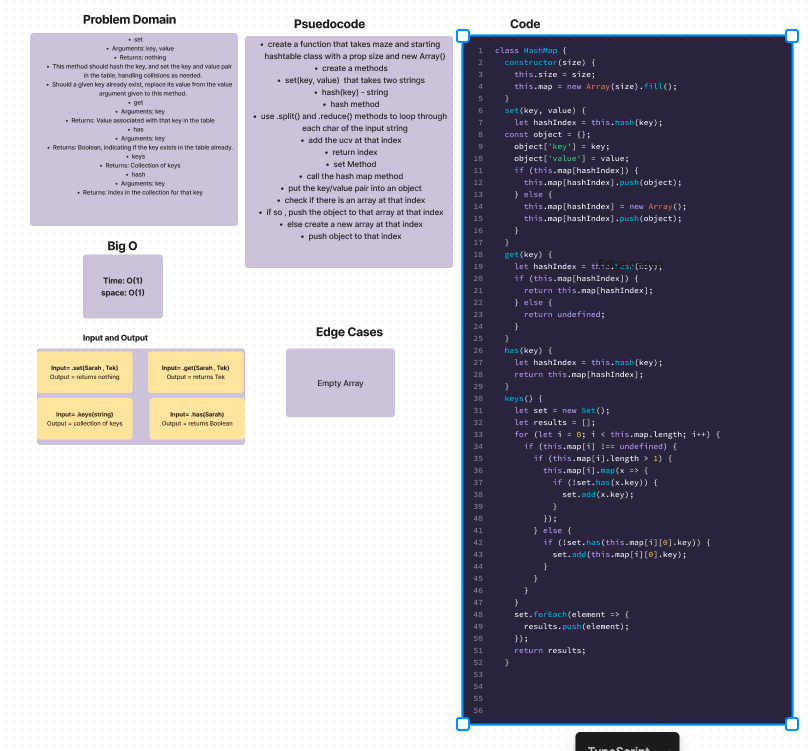 Problem Domain
• set
• Arguments: key, value
• Returns: nothing
• This method should hash the key, and set the key and value pair
in the table, handling collisions as needed.
• Should a given key already exist, replace its value from the value
argument given to this method.
• get
• Arguments: key
• Returns: Value associated with that key in the table
• has
• Arguments: key
• Returns: Boolean, indicating if the key exists in the table already.
• keys
• Returns: Collection of keys
• hash
• Arguments: key
• Returns: Index in the collection for that key
Big O
Time: O(1)
space: O(1)
Input and Output
Input= .set(Sarah , Tek)
Output = returns nothing
Input= .get(Sarah , Tek)
Output = returns Tek
Input= .keys(string)
Output = collection of keys
Input= .has(Sarah)
Output = returns Boolean
Psuedocode
• create a function that takes maze and starting
hashtable class with a prop size and new Array()
• create a methods
• set(key, value) that takes two strings
• hash(key) - string
• hash method
• use .split() and .reduce() methods to loop through
each char of the input string
• add the ucv at that index
• return index
• set Method
• call the hash map method
• put the key/value pair into an object
• check if there is an array at that index
• if so , push the object to that array at that index
• else create a new array at that index
• push object to that index
Edge Cases
Empty Array
Code
1 class HashMap {
2 constructor(size) {
3 this.size = size;
4 this.map = new Array(size).fill();
5 }
6 set(key, value) {
7 let hashIndex = this.hash(key);
8 const object = {};
9 object['key'] = key;
10 object['value'] = value;
11 if (this.map[hashIndex]) {
12 this.map[hashIndex].push(object);
13 } else {
14 this.map[hashIndex] = new Array();
15 this.map[hashIndex].push(object);
16 }
17 }
18 get(key) {
19 let hashIndex = this.hash(key);
20 if (this.map[hashIndex]) {
21 return this.map[hashIndex];
22 } else {
23 return undefined;
24 }
25 }
26 has(key) {
27 let hashIndex = this.hash(key);
28 return this.map[hashIndex];
29 }
30 keys() {
31 let set = new Set();
32 let results = [];
33 for (let i = 0; i < this.map.length; i++) {
34 if (this.map[i] !== undefined) {
35 if (this.map[i].length > 1) {
36 this.map[i].map(x => {
37 if (!set.has(x.key)) {
38 set.add(x.key);
39 }
40 });
41 } else {
42 if (!set.has(this.map[i][0].key)) {
43 set.add(this.map[i][0].key);
44 }
45 }
46 }
47 }
48 set.forEach(element => {
49 results.push(element);
50 });
51 return results;
52 }
53
54
55
56